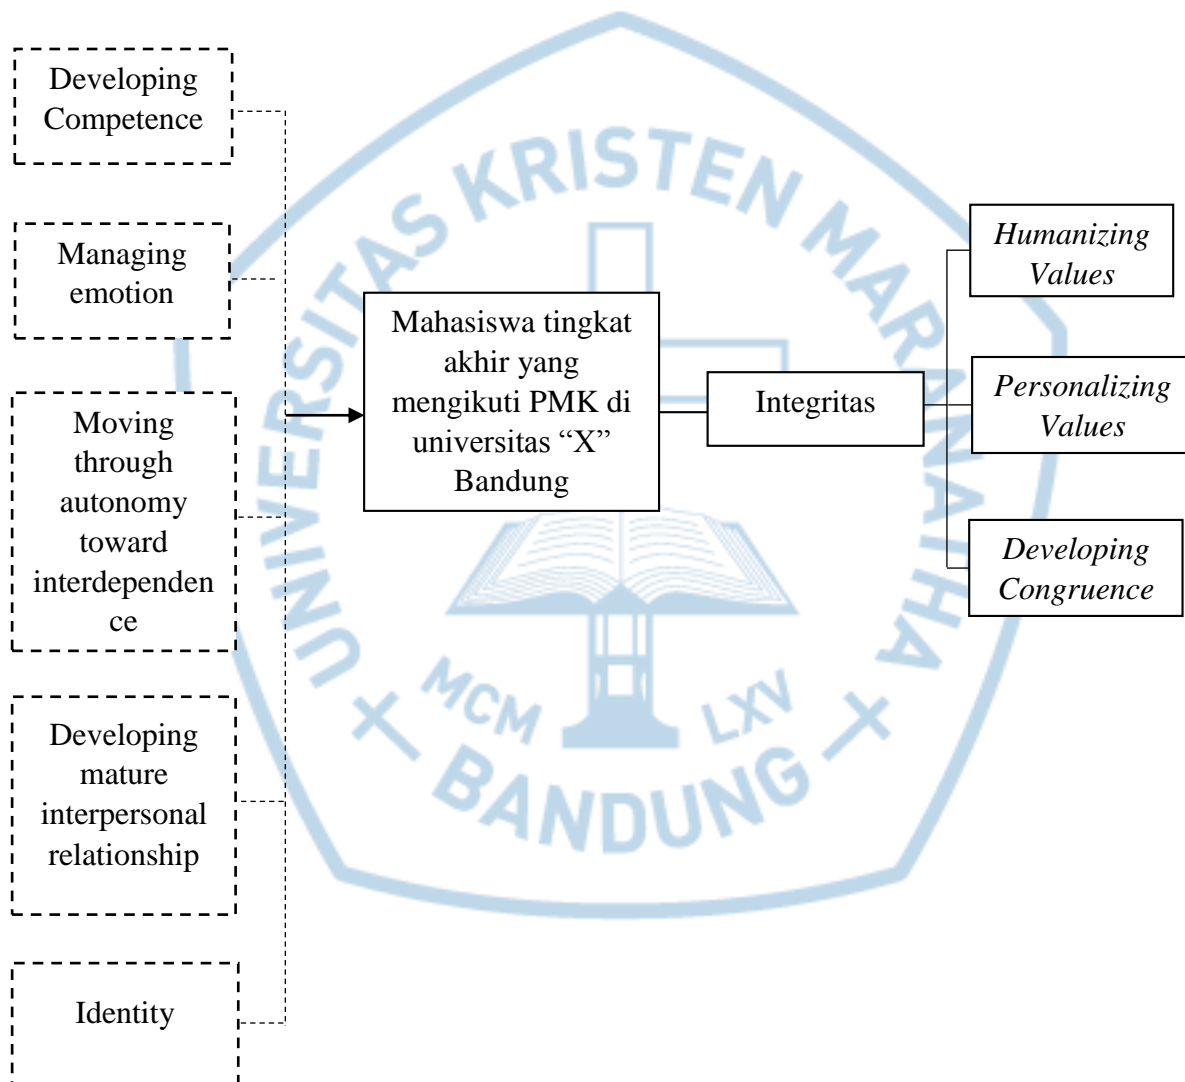 Developing
Competence
Managing
emotion
Moving
through
autonomy
toward
interdependen
ce
Developing
mature
interpersonal
relationship
Identity
Mahasiswa tingkat
akhir yang
mengikuti PMK di
universitas “X”
Bandung
Integritas
Humanizing
Values
Personalizing
Values
Developing
Congruence
UNIVERSITAS KRISTEN MARANATHA
MCM LXV
BANDUNG